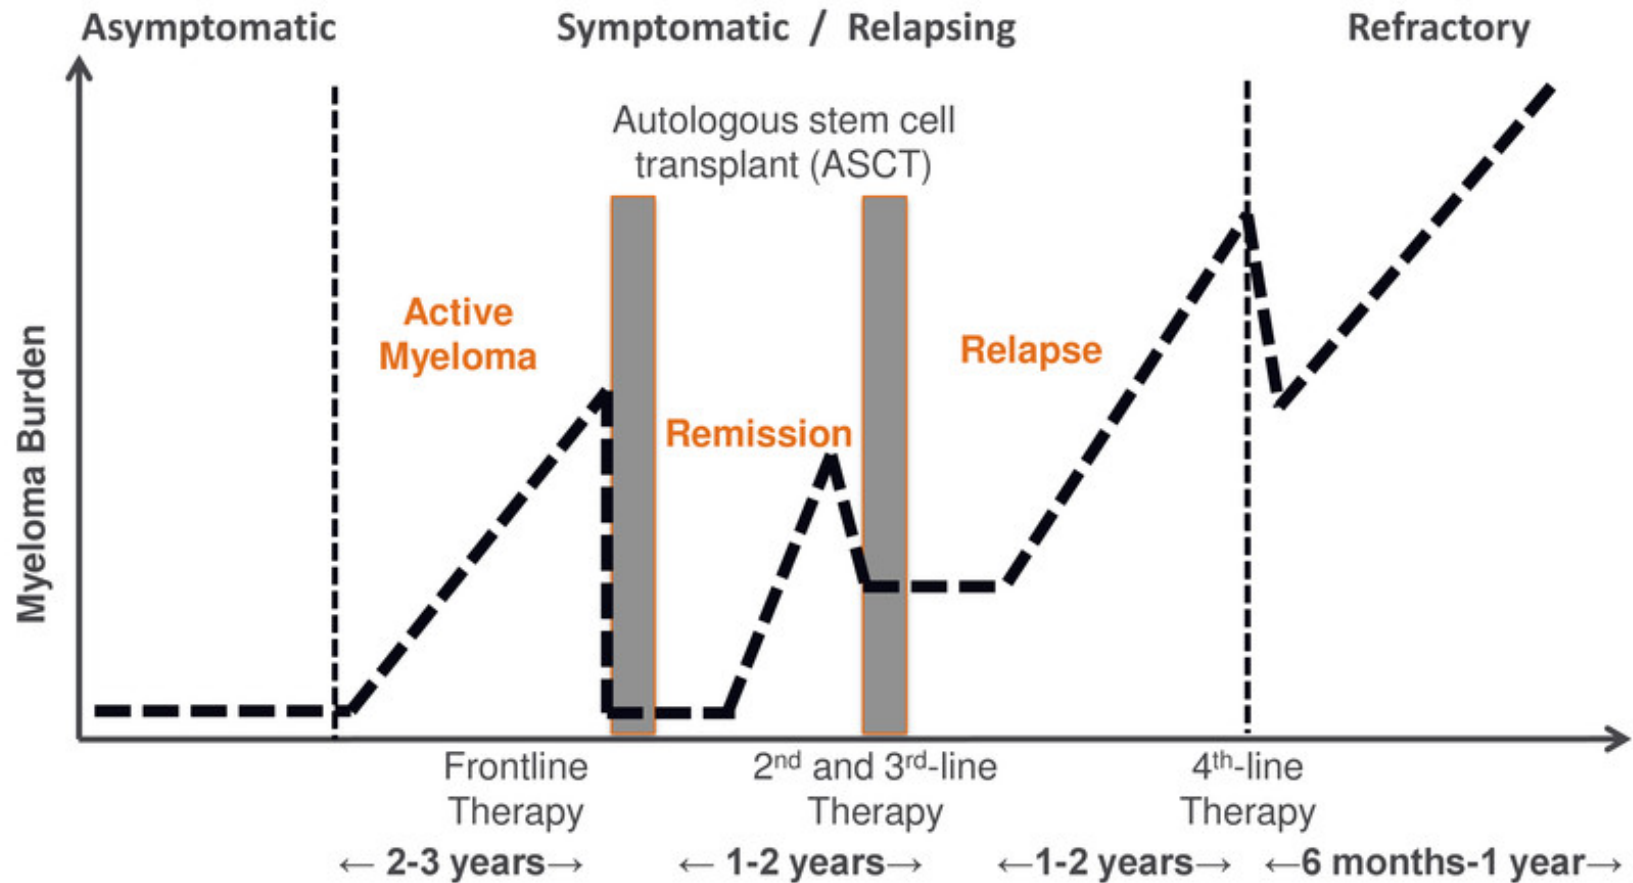 Asymptomatic
Symptomatic / Relapsing
Refractory
Autologous stem cell
transplant (ASCT)
Active
Myeloma
Remission
Relapse
Myeloma Burden
Frontline
Therapy
2nd and 3rd-line
Therapy
4th-line
Therapy
← 2-3 years→
← 1-2 years→
←1-2 years→
←6 months-1 year→